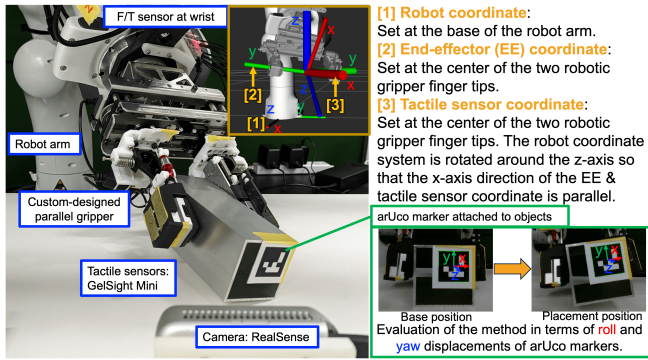 F/T sensor at wrist
Robot arm
Custom-designed
parallel gripper
Tactile sensors:
GelSight Mini
Camera: RealSense
z
x
y
y
[2]
[3]
z
[1]
x
y
[1] Robot coordinate:
Set at the base of the robot arm.
[2] End-effector (EE) coordinate:
Set at the center of the two robotic
gripper finger tips.
[3] Tactile sensor coordinate:
Set at the center of the two robotic
gripper finger tips. The robot coordinate
system is rotated around the z-axis so
that the x-axis direction of the EE &
tactile sensor coordinate is parallel.
arUco marker attached to objects
y
x
z
y
x
z
Base position
Placement position
Evaluation of the method in terms of roll and
yaw displacements of arUco markers.